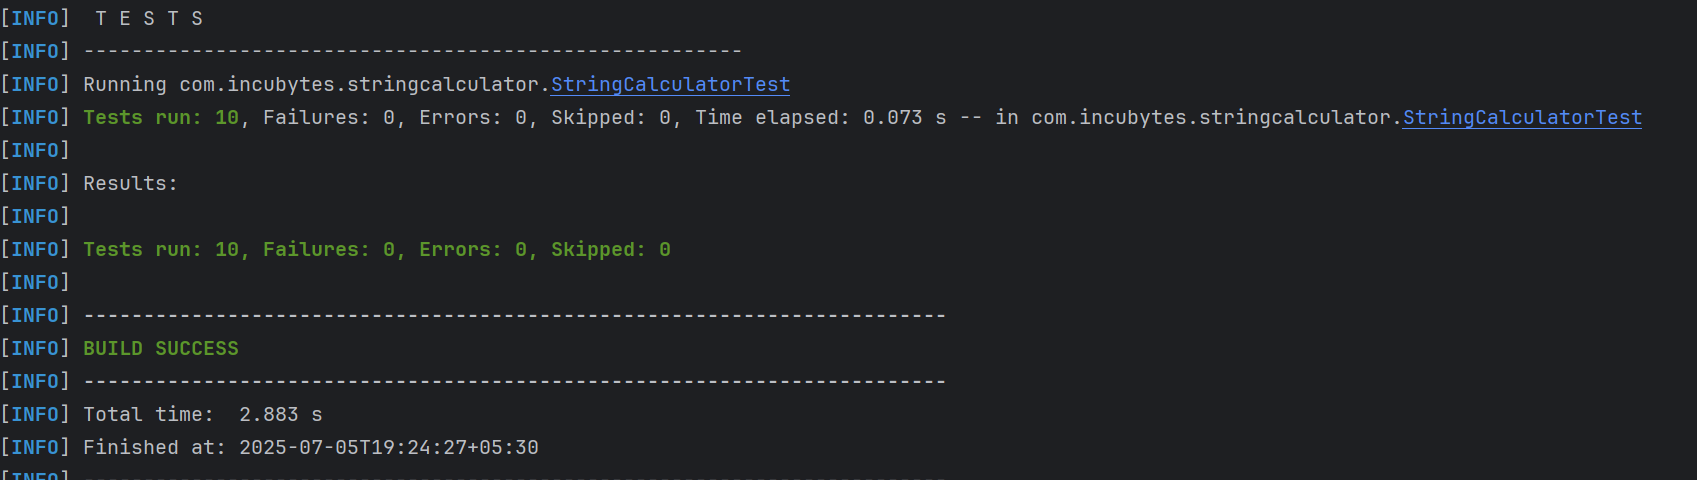 [INFO]  T E S T S
[INFO] -------------------------------------------------------
[INFO] Running com.incubytes.stringcalculator.StringCalculatorTest
[INFO] Tests run: 10, Failures: 0, Errors: 0, Skipped: 0, Time elapsed: 0.073 s -- in com.incubytes.stringcalculator.StringCalculatorTest
[INFO]
[INFO] Results:
[INFO]
[INFO] Tests run: 10, Failures: 0, Errors: 0, Skipped: 0
[INFO]
[INFO] ------------------------------------------------------------------------
[INFO] BUILD SUCCESS
[INFO] ------------------------------------------------------------------------
[INFO] Total time:  2.883 s
[INFO] Finished at: 2025-07-05T19:24:27+05:30
[INFO] ------------------------------------------------------------------------